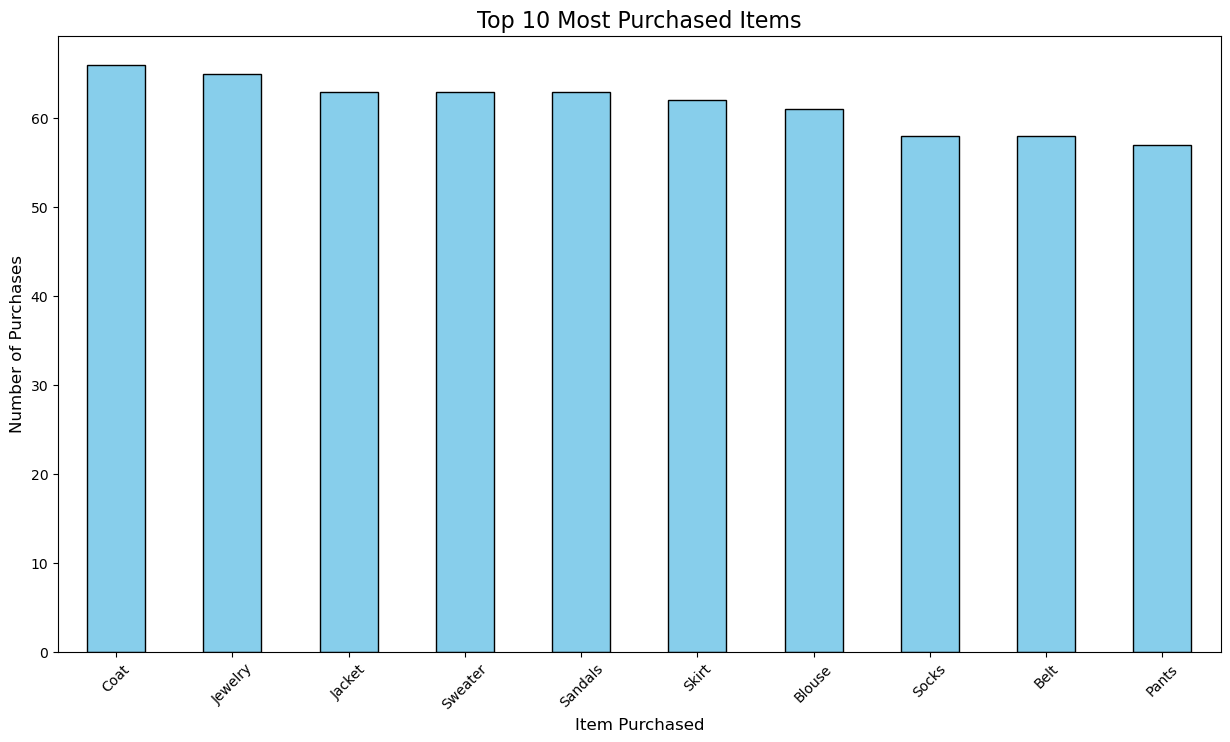 Top 10 Most Purchased Items
Number of Purchases
60
50
40
30
20
10
0
Coat
Jewelry
Jacket
Sweater
Sandals
Skirt
Blouse
Socks
Belt
Pants
Item Purchased